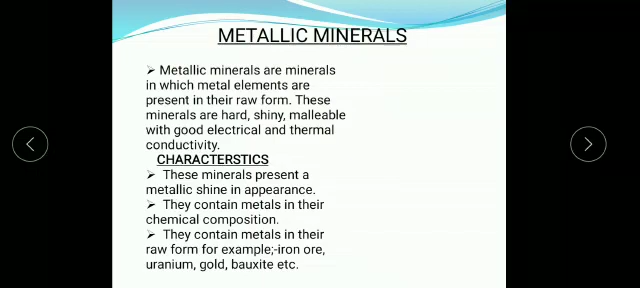 METALLIC MINERALS
➢ Metallic minerals are minerals
in which metal elements are
present in their raw form. These
minerals are hard, shiny, malleable
with good electrical and thermal
conductivity.
CHARACTERSTICS
➢ These minerals present a
metallic shine in appearance.
➢ They contain metals in their
chemical composition.
➢ They contain metals in their
raw form for example;-iron ore,
uranium, gold, bauxite etc.